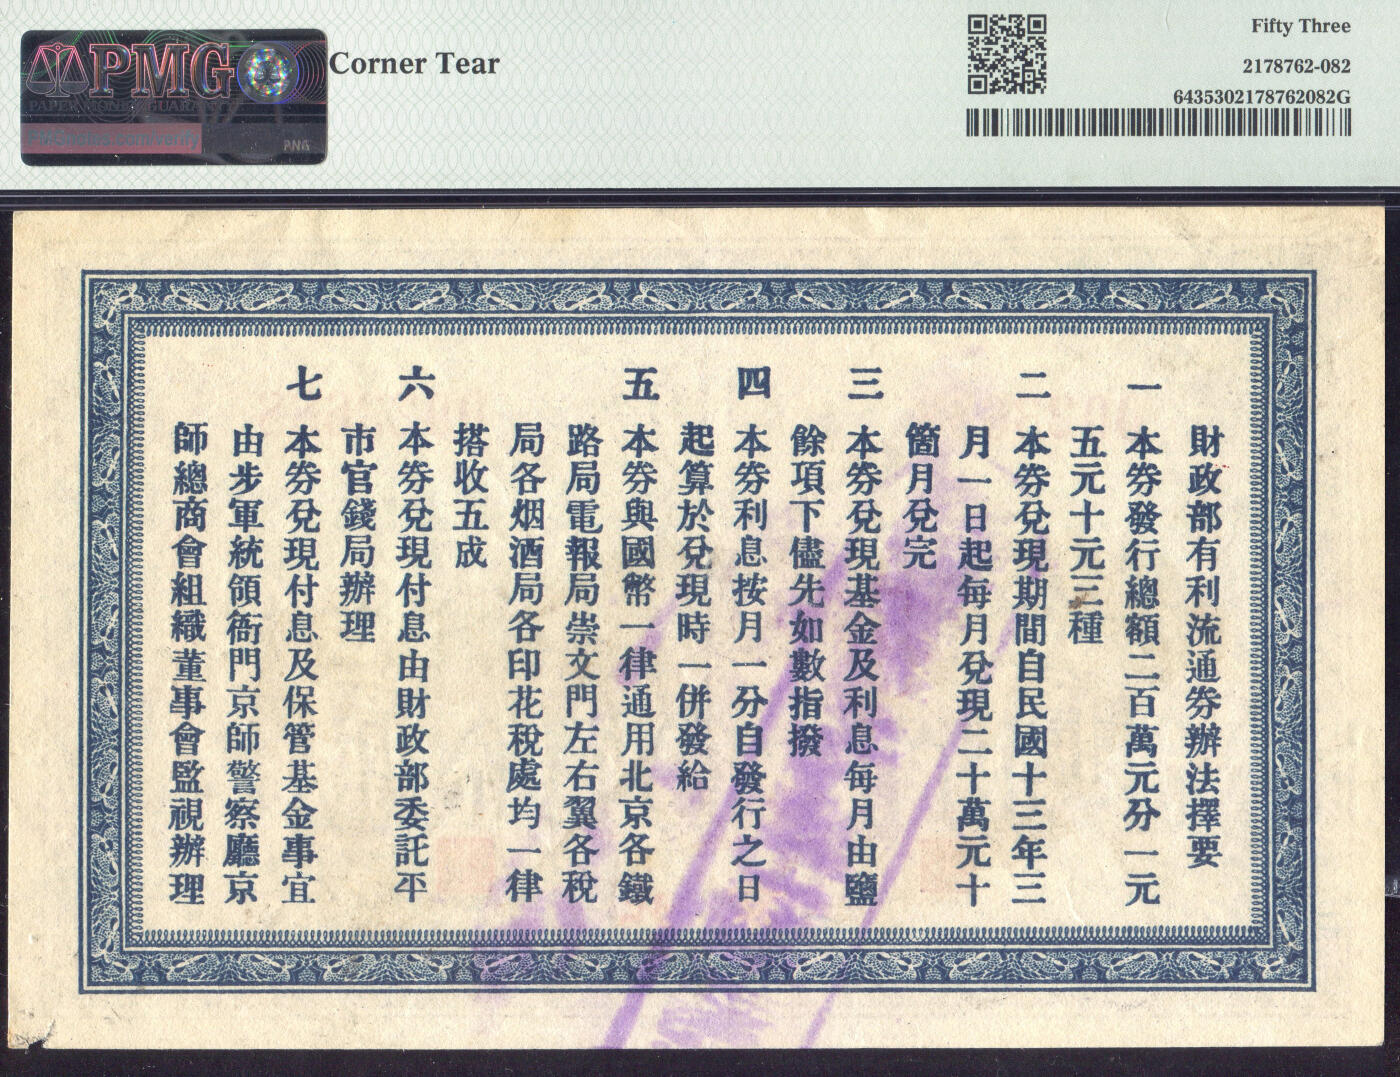 PMG
PAPER MONEY GUARANTY
PMGnotes.com/verify
PMG
Corner Tear
Fifty Three
2178762-082
6435302178762082G
財政部有利流通券辦法擇要
一 本券發行總額二百萬元分一元
五元十元三種
二 本券兌現期間自民國十三年三
月一日起每月兌現二十萬元十
箇月兌完
三 本券兌現基金及利息每月由鹽
餘項下儘先如數指撥
四 本券利息按月一分自發行之日
起算於兌現時一併發給
五 本券與國幣一律通用北京各鐵
路局電報局崇文門左右翼各稅
局各烟酒局各印花稅處均一律
搭收五成
六 本券兌現付息由財政部委託平
市官錢局辦理
七 本券兌現付息及保管基金事宜
由步軍統領衙門京師警察廳京
師總商會組織董事會監視辦理